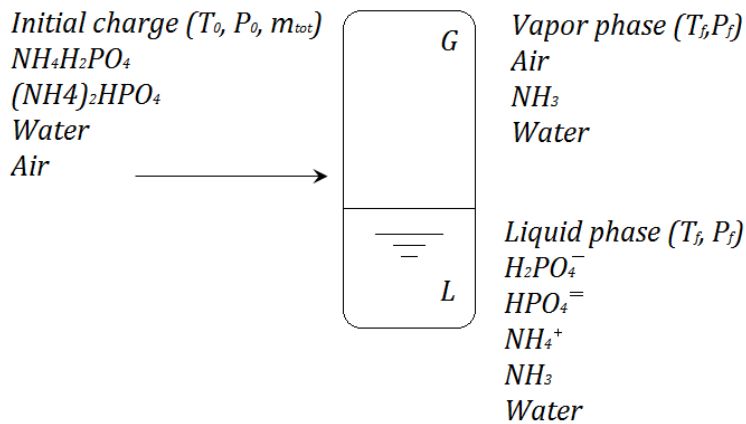 Initial charge (T₀, P₀, mₜₒₜ)
NH₄H₂PO₄
(NH4)₂HPO₄
Water
Air
G
L
Vapor phase (T_f,P_f)
Air
NH₃
Water
Liquid phase (T_f, P_f)
H₂PO₄⁻
HPO₄⁼
NH₄⁺
NH₃
Water